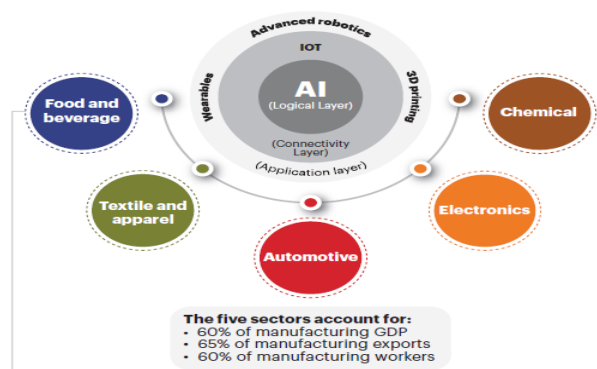 Advanced robotics
IOT
Wearables
3D printing
AI
(Logical Layer)
(Connectivity
Layer)
(Application layer)
Food and
beverage
Textile and
apparel
Automotive
Electronics
Chemical
The five sectors account for:
• 60% of manufacturing GDP
• 65% of manufacturing exports
• 60% of manufacturing workers